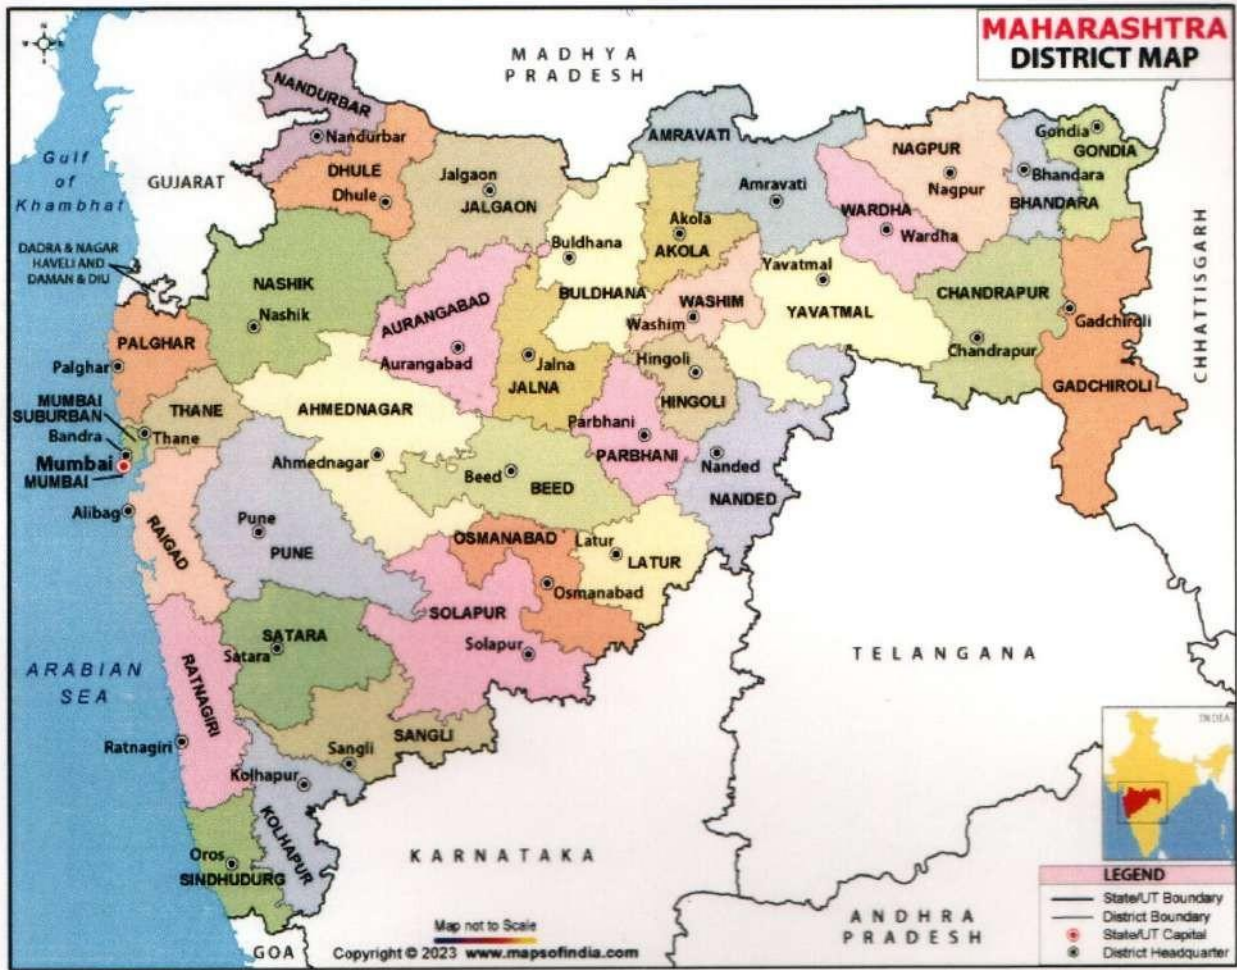 MAHARASHTRA
DISTRICT MAP
N
W
E
S
MADHYA
PRADESH
NANDURBAR
Nandurbar
DHULE
Dhule
Jalgaon
JALGAON
AMRAVATI
Amravati
NAGPUR
Nagpur
Gondia
GONDIA
Bhandara
BHANDARA
Gulf
of
Khambhat
GUJARAT
DADRA & NAGAR
HAVELI AND
DAMAN & DIU
WARDHA
Wardha
Akola
AKOLA
Buldhana
BULDHANA
CHHATTISGARH
NASHIK
Nashik
AURANGABAD
Aurangabad
Jalna
JALNA
WASHIM
Washim
Yavatmal
YAVATMAL
CHANDRAPUR
Chandrapur
Gadchiroli
GADCHIROLI
PALGHAR
Palghar
Hingoli
HINGOLI
MUMBAI
SUBURBAN
Bandra
Mumbai
MUMBAI
THANE
Thane
AHMEDNAGAR
Ahmednagar
Parbhani
PARBHANI
Beed
BEED
Nanded
NANDED
Alibag
RAIGAD
Pune
PUNE
OSMANABAD
Osmanabad
Latur
LATUR
SOLAPUR
Solapur
SATARA
Satara
TELANGANA
ARABIAN
SEA
RATNAGIRI
Ratnagiri
Sangli
SANGLI
Kolhapur
KOLHAPUR
Oros
SINDHUDURG
KARNATAKA
GOA
ANDHRA
PRADESH
INDIA
LEGEND
State/UT Boundary
District Boundary
State/UT Capital
District Headquarter
Map not to Scale
Copyright © 2023 www.mapsofindia.com